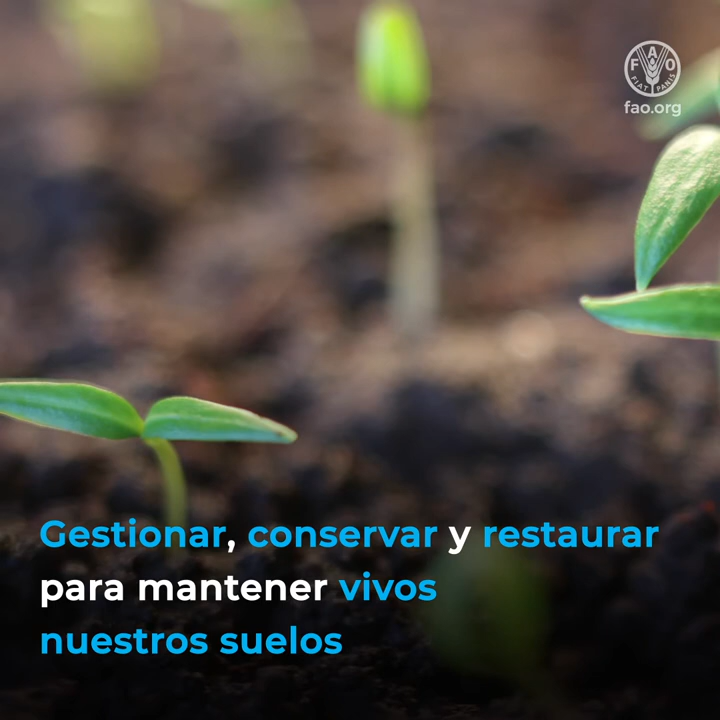 FAO
FIAT PANIS
fao.org
Gestionar, conservar y restaurar
para mantener vivos
nuestros suelos